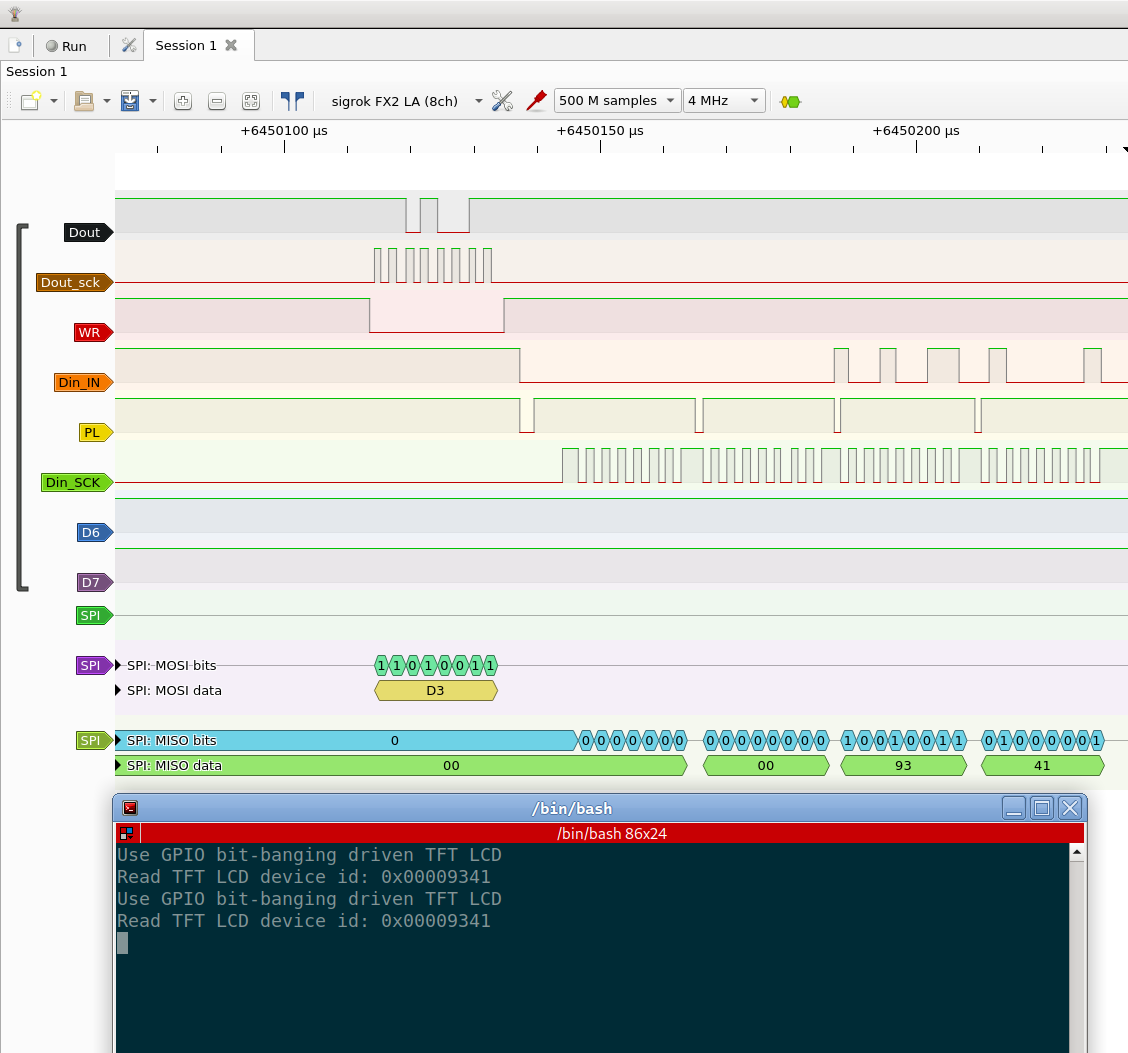 Run
Session 1
Session 1
sigrok FX2 LA (8ch) 500 M samples 4 MHz
+6450100 µs +6450150 µs +6450200 µs
Dout
Dout_sck
WR
Din_IN
PL
Din_SCK
D6
D7
SPI
SPI SPI: MOSI bits 1 1 0 1 0 0 1 1
SPI: MOSI data D3
SPI SPI: MISO bits 0 0 0 0 0 0 0 0 0 0 0 0 0 0 0 0 1 0 0 1 0 0 1 1 0 1 0 0 0 0 0 1
SPI: MISO data 00 00 93 41
/bin/bash
/bin/bash 86x24
Use GPIO bit-banging driven TFT LCD
Read TFT LCD device id: 0x00009341
Use GPIO bit-banging driven TFT LCD
Read TFT LCD device id: 0x00009341